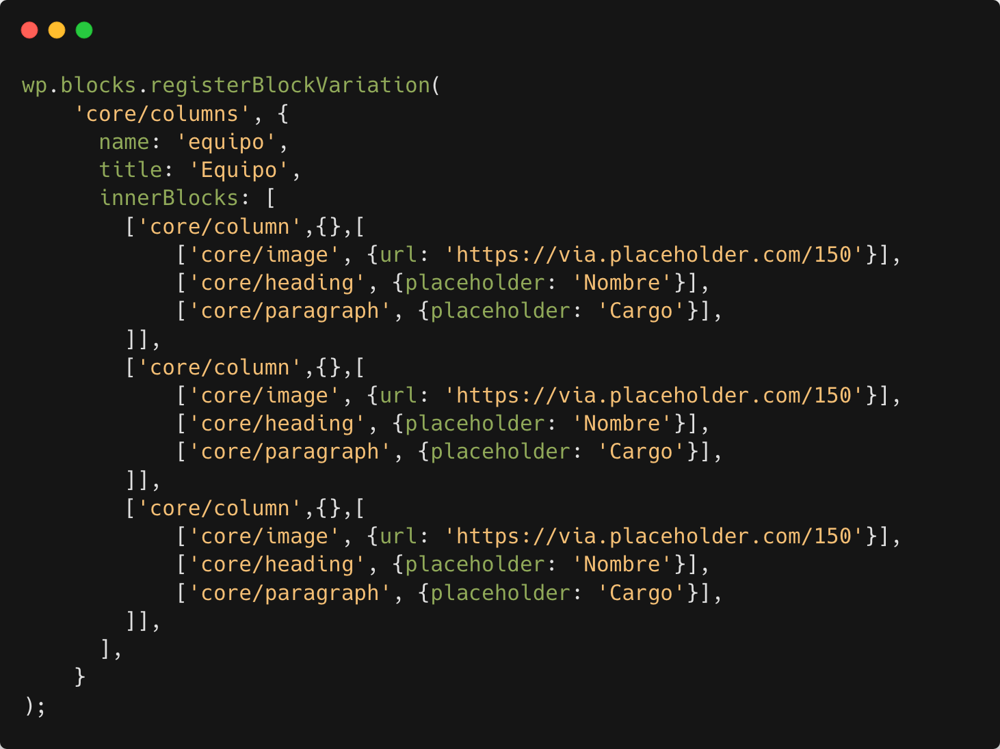 wp.blocks.registerBlockVariation(
    'core/columns', {
      name: 'equipo',
      title: 'Equipo',
      innerBlocks: [
        ['core/column',{},[
            ['core/image', {url: 'https://via.placeholder.com/150'}],
            ['core/heading', {placeholder: 'Nombre'}],
            ['core/paragraph', {placeholder: 'Cargo'}],
        ]],
        ['core/column',{},[
            ['core/image', {url: 'https://via.placeholder.com/150'}],
            ['core/heading', {placeholder: 'Nombre'}],
            ['core/paragraph', {placeholder: 'Cargo'}],
        ]],
        ['core/column',{},[
            ['core/image', {url: 'https://via.placeholder.com/150'}],
            ['core/heading', {placeholder: 'Nombre'}],
            ['core/paragraph', {placeholder: 'Cargo'}],
        ]],
      ],
    }
);